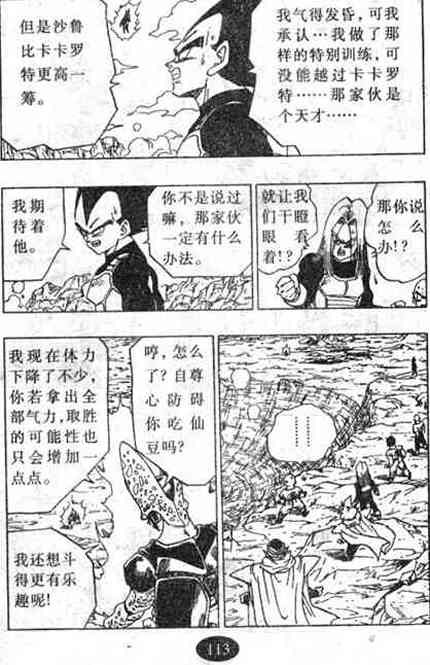 我气得发昏，可我
承认…我做了那
样的特别训练，可
没能越过卡卡罗
特……那家伙是
个天才……
但是沙鲁
比卡卡罗
特更高一
筹。
那你说
怎么
办!?
就让我
们干瞪
眼看
着!?
你不是说过
嘛，那家伙
一定有什么
办法。
我期
待着
他。
……
……
哼，怎么
了？自尊
心防碍
你吃仙
豆吗？
我现在体力
下降了不少，
你若拿出全
部气力，取胜
的可能性也
只会增加一
点点。
我还想斗
得更有乐
趣呢！
113